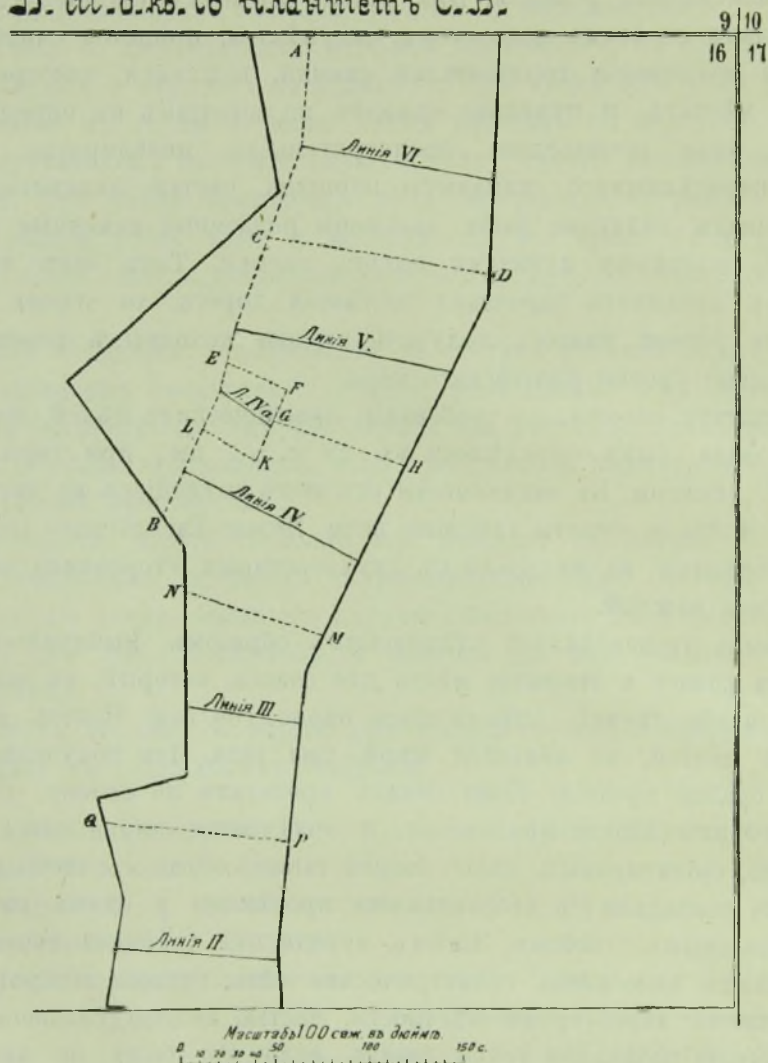 9 10
16 17
A
Линія VI.
C
D
Линія V.
E
F
Л. IVa
G
L
K
H
Линія IV.
B
N
M
Линія III.
Q
P
Линія II.
Масштабъ 100 саж. въ дюймѣ.
0 10 20 30 40 50 100 150 с.